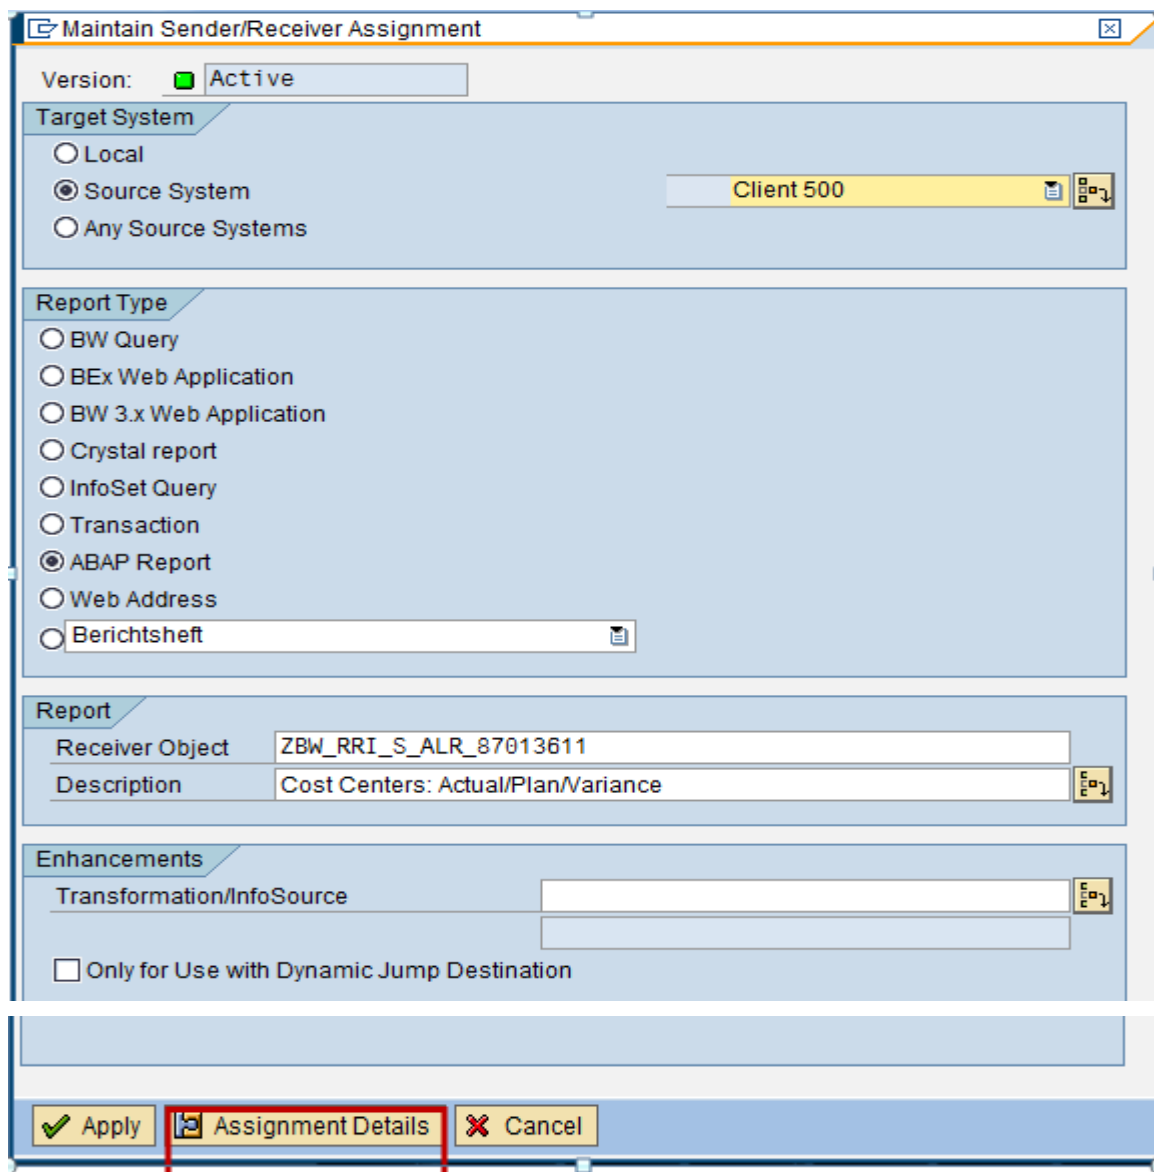 Maintain Sender/Receiver Assignment
Version: Active
Target System
Local
Source System Client 500
Any Source Systems
Report Type
BW Query
BEx Web Application
BW 3.x Web Application
Crystal report
InfoSet Query
Transaction
ABAP Report
Web Address
Berichtsheft
Report
Receiver Object ZBW_RRI_S_ALR_87013611
Description Cost Centers: Actual/Plan/Variance
Enhancements
Transformation/InfoSource
Only for Use with Dynamic Jump Destination
Apply Assignment Details Cancel